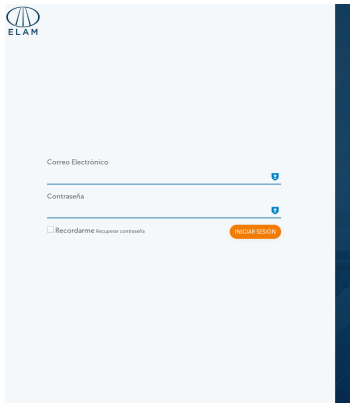 ELAM
Correo Electrónico
Contraseña
Recordarme Recuperar contraseña
INICIAR SESIÓN